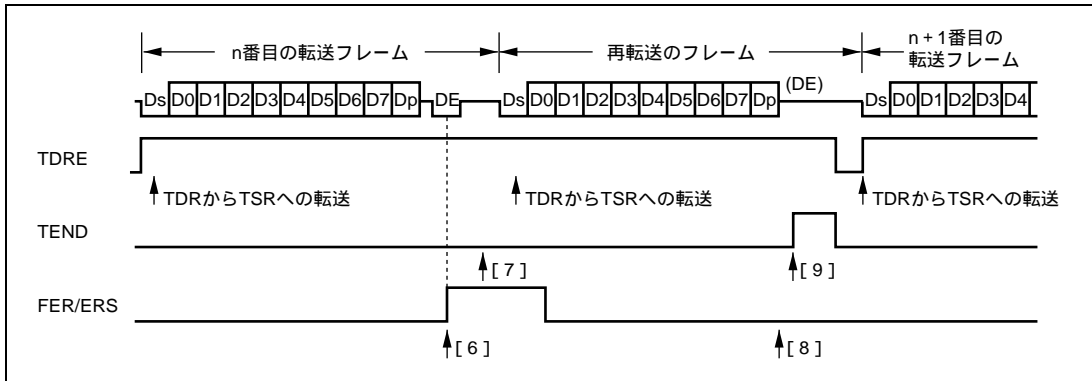 n番目の転送フレーム 再転送のフレーム n + 1番目の
転送フレーム
Ds D0 D1 D2 D3 D4 D5 D6 D7 Dp DE Ds D0 D1 D2 D3 D4 D5 D6 D7 Dp (DE) Ds D0 D1 D2 D3 D4
TDRE
TDRからTSRへの転送 TDRからTSRへの転送 TDRからTSRへの転送
TEND
[ 7 ] [ 9 ]
FER/ERS
[ 6 ] [ 8 ]